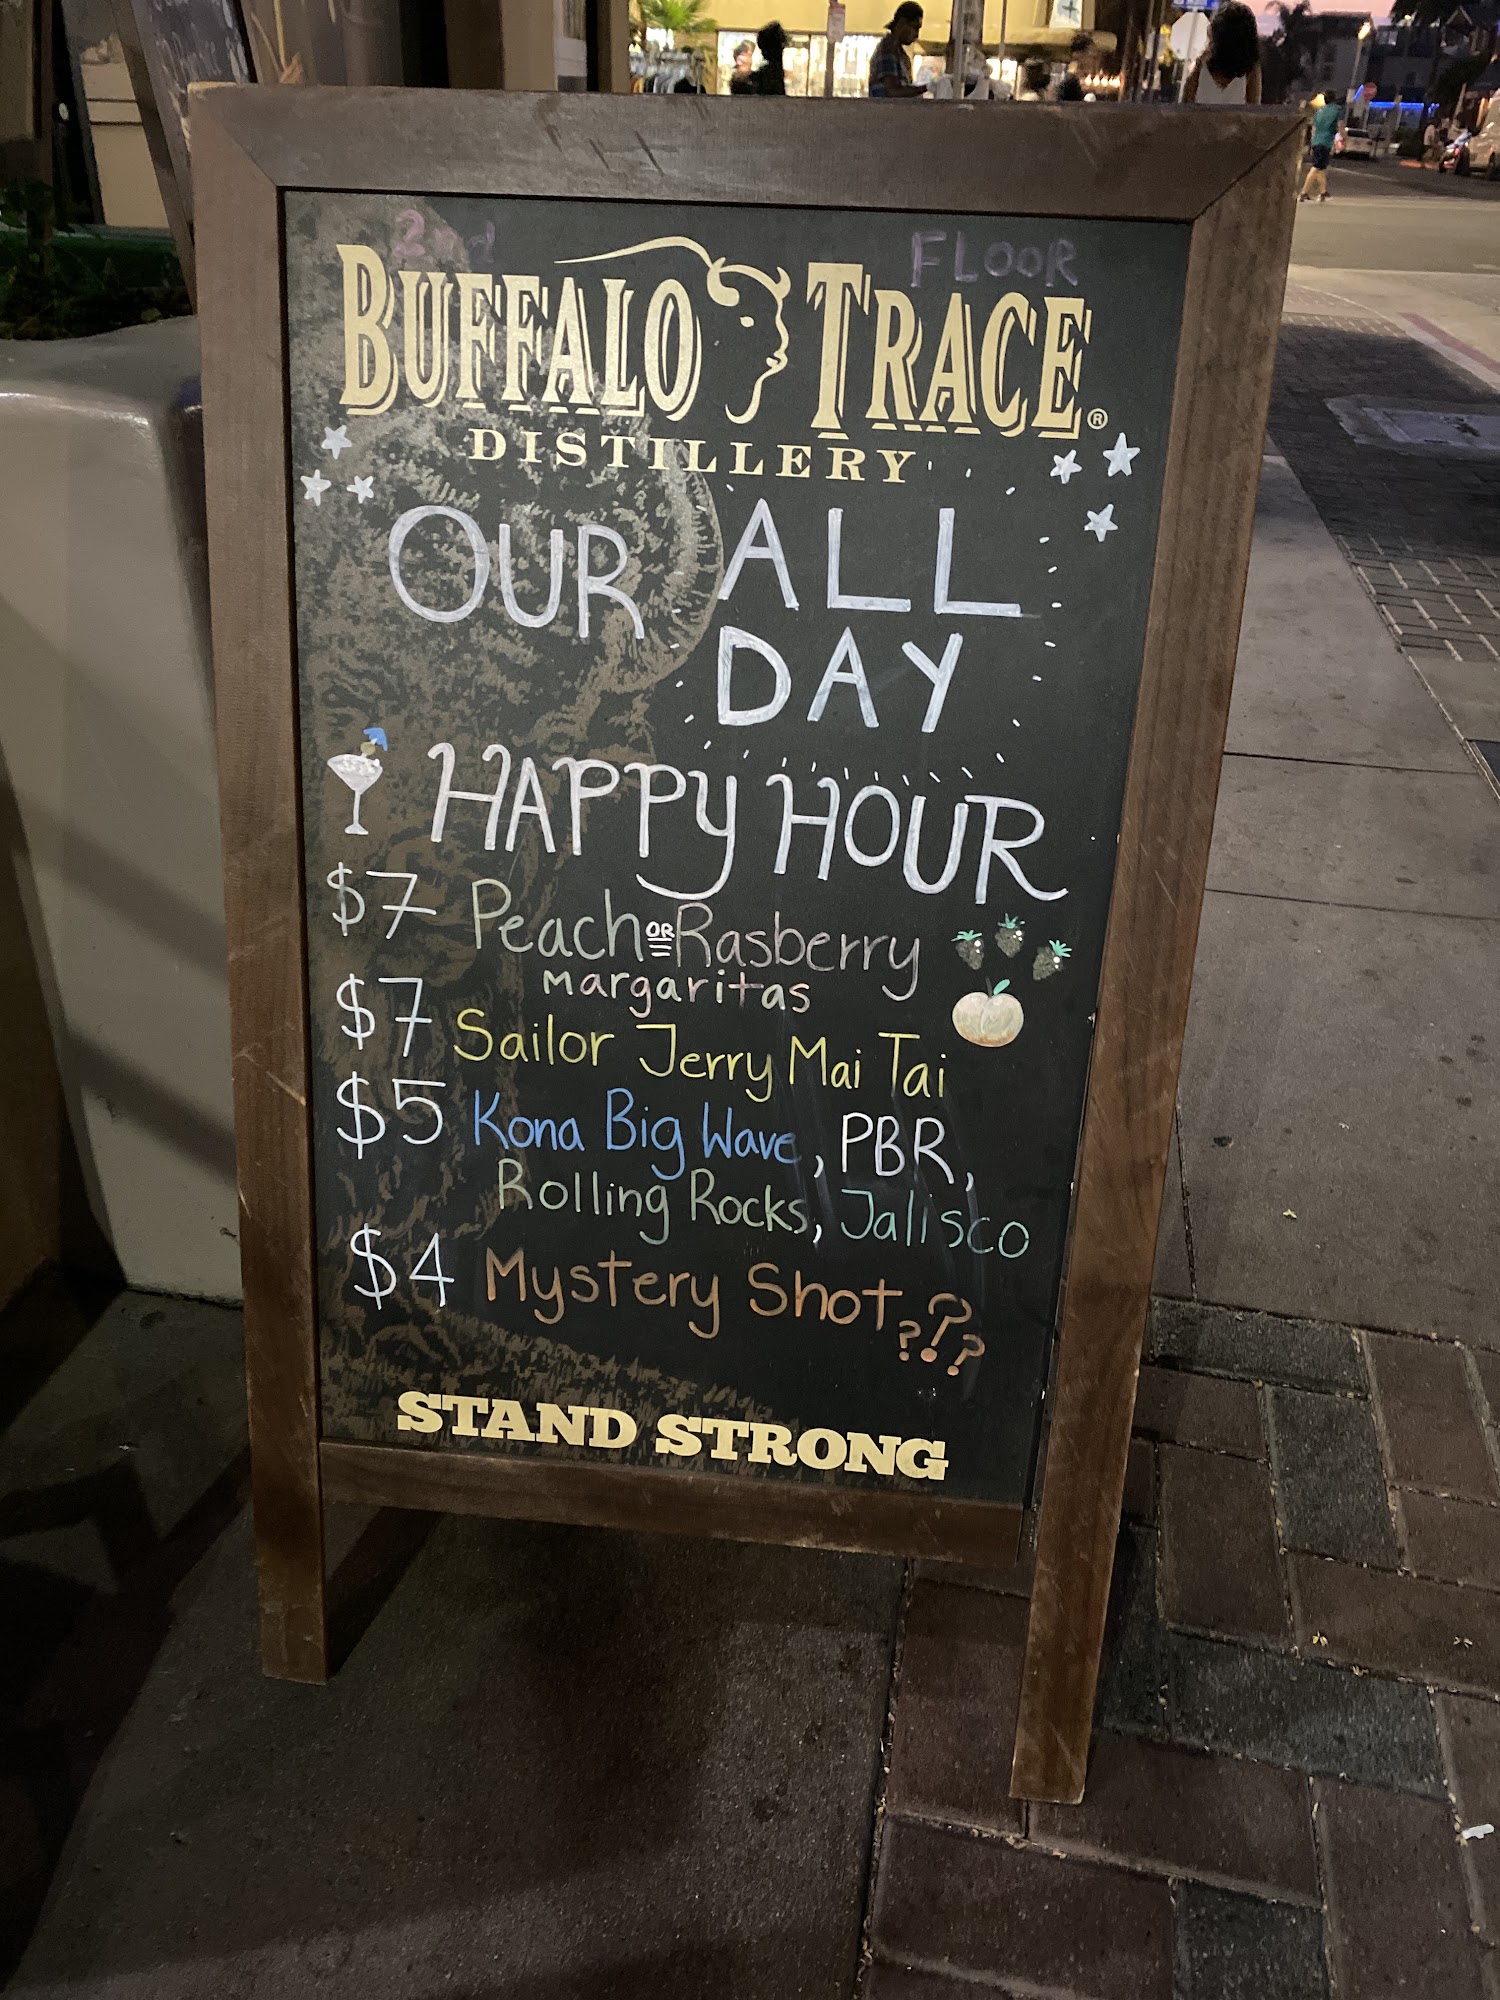 2nd FLOOR
BUFFALO TRACE®
DISTILLERY
OUR ALL
DAY
HAPPY HOUR
$7 Peach OR Rasberry
Margaritas
$7 Sailor Jerry Mai Tai
$5 Kona Big Wave, PBR,
Rolling Rocks, Jalisco
$4 Mystery Shot ???
STAND STRONG